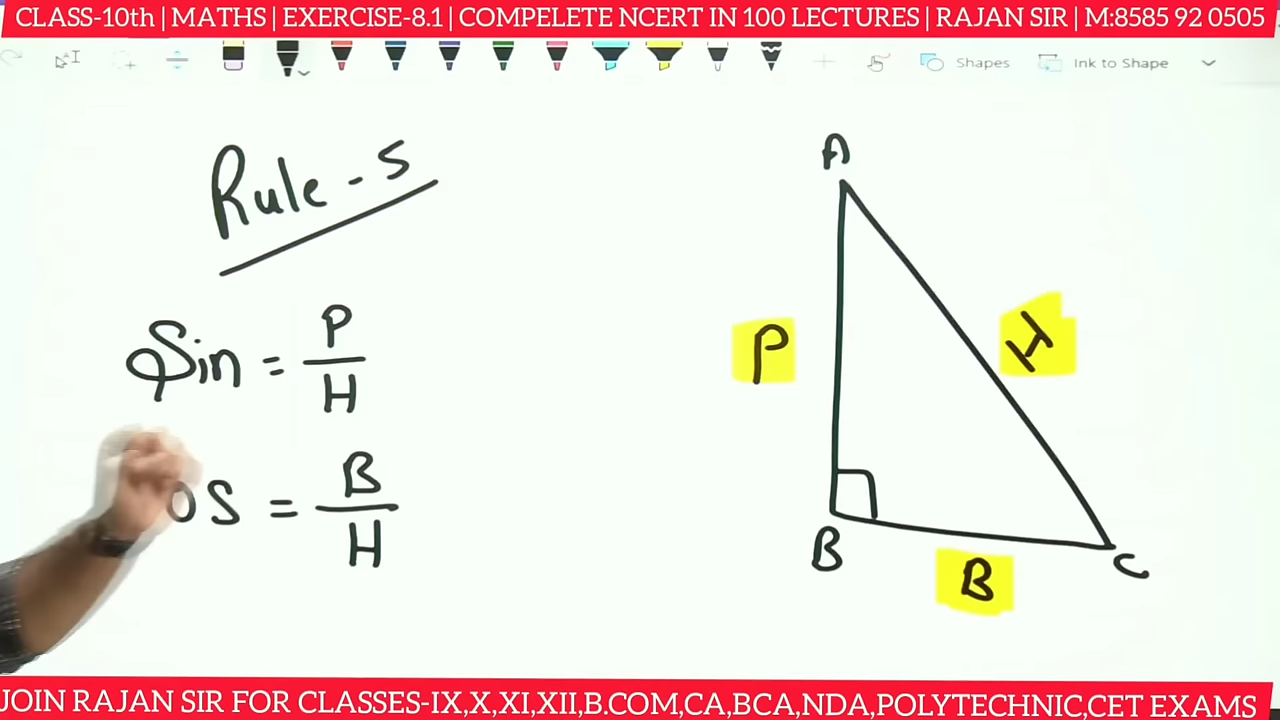 CLASS-10th | MATHS | EXERCISE-8.1 | COMPELETE NCERT IN 100 LECTURES | RAJAN SIR | M:8585 92 0505
Shapes
Ink to Shape
Rule-5
Sin = P/H
OS = B/H
A
P
H
B
C
B
JOIN RAJAN SIR FOR CLASSES-IX,X,XI,XII,B.COM,CA,BCA,NDA,POLYTECHNIC,CET EXAMS